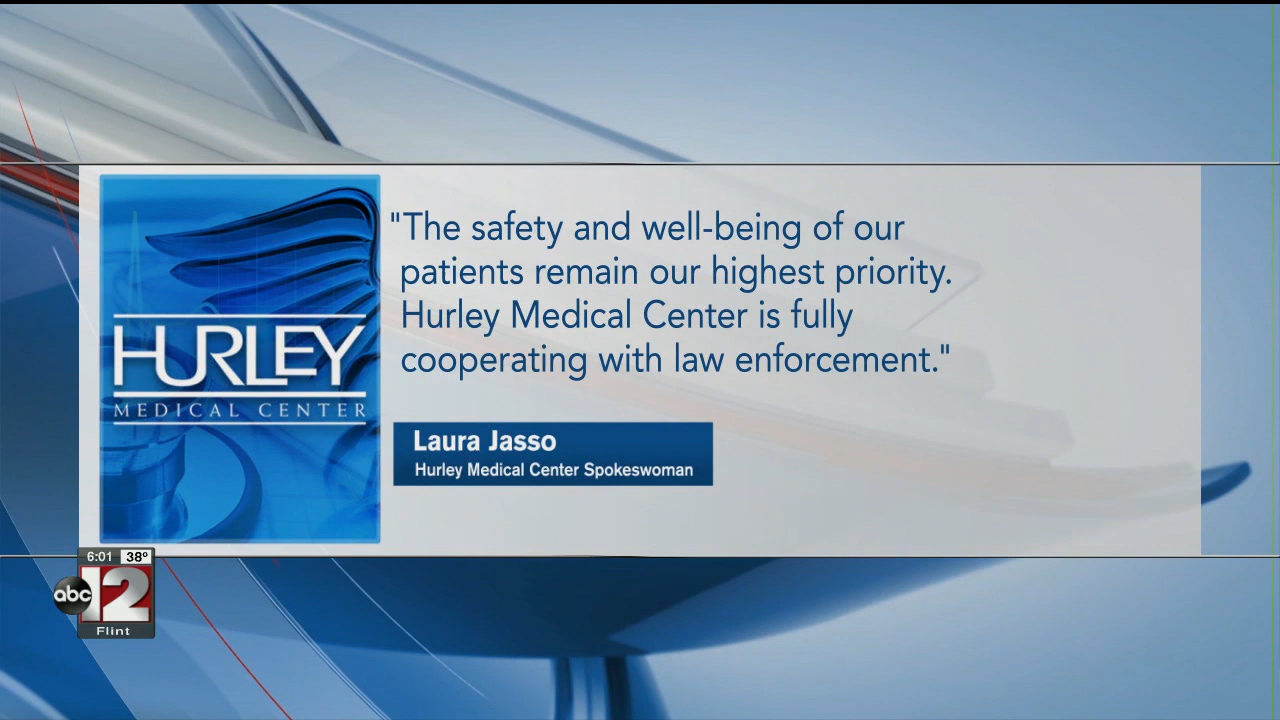 "The safety and well-being of our
patients remain our highest priority.
Hurley Medical Center is fully
cooperating with law enforcement."
HURLEY
MEDICAL CENTER
Laura Jasso
Hurley Medical Center Spokeswoman
6:01 38°
abc 12
Flint